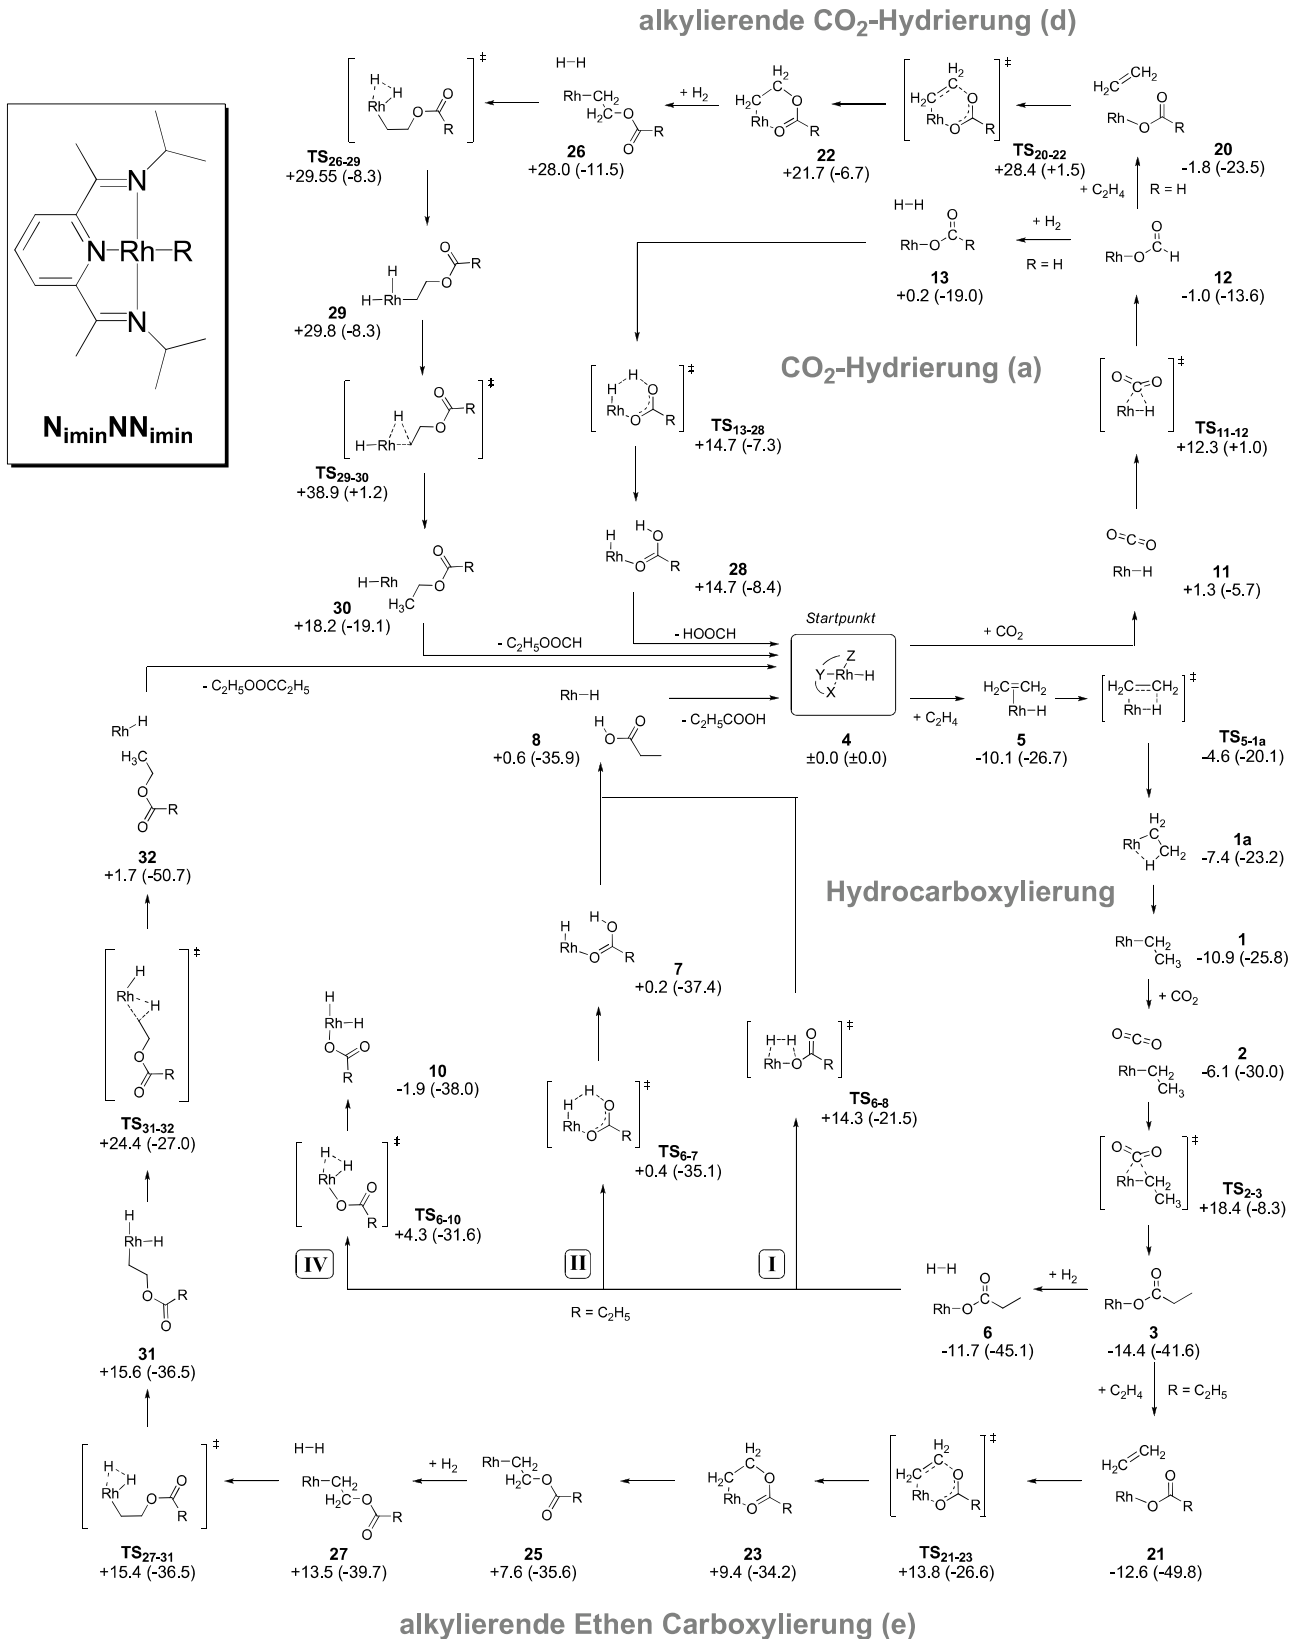 alkylierende CO2-Hydrierung (d)
N
N
Rh
R
N
NiminNNimin
TS26-29
+29.55 (-8.3)
H-H
26
+28.0 (-11.5)
+ H2
22
+21.7 (-6.7)
TS20-22
+28.4 (+1.5)
20
-1.8 (-23.5)
+ C2H4
R = H
H-H
13
+0.2 (-19.0)
+ H2
R = H
12
-1.0 (-13.6)
29
+29.8 (-8.3)
CO2-Hydrierung (a)
TS13-28
+14.7 (-7.3)
TS11-12
+12.3 (+1.0)
TS29-30
+38.9 (+1.2)
28
+14.7 (-8.4)
11
+1.3 (-5.7)
30
+18.2 (-19.1)
- C2H5OOCH
- HOOCH
Startpunkt
Z
Y-Rh-H
X
4
±0.0 (±0.0)
+ CO2
- C2H5OOCC2H5
Rh-H
8
+0.6 (-35.9)
- C2H5COOH
+ C2H4
5
-10.1 (-26.7)
TS5-1a
-4.6 (-20.1)
1a
-7.4 (-23.2)
32
+1.7 (-50.7)
Hydrocarboxylierung
1
-10.9 (-25.8)
+ CO2
7
+0.2 (-37.4)
2
-6.1 (-30.0)
TS31-32
+24.4 (-27.0)
10
-1.9 (-38.0)
TS6-8
+14.3 (-21.5)
TS6-7
+0.4 (-35.1)
TS2-3
+18.4 (-8.3)
TS6-10
+4.3 (-31.6)
IV
II
I
R = C2H5
H-H
6
-11.7 (-45.1)
+ H2
3
-14.4 (-41.6)
31
+15.6 (-36.5)
+ C2H4
R = C2H5
TS27-31
+15.4 (-36.5)
H-H
27
+13.5 (-39.7)
+ H2
25
+7.6 (-35.6)
23
+9.4 (-34.2)
TS21-23
+13.8 (-26.6)
21
-12.6 (-49.8)
alkylierende Ethen Carboxylierung (e)